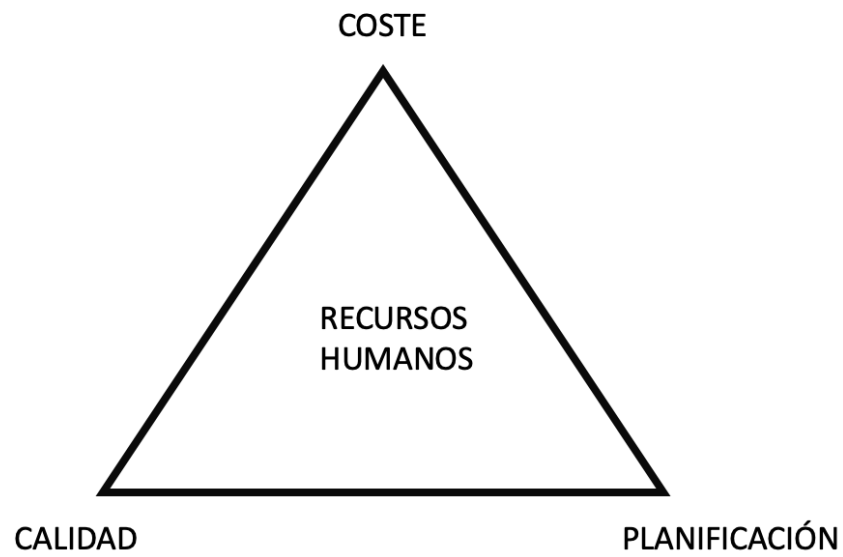 COSTE
RECURSOS
HUMANOS
CALIDAD
PLANIFICACIÓN